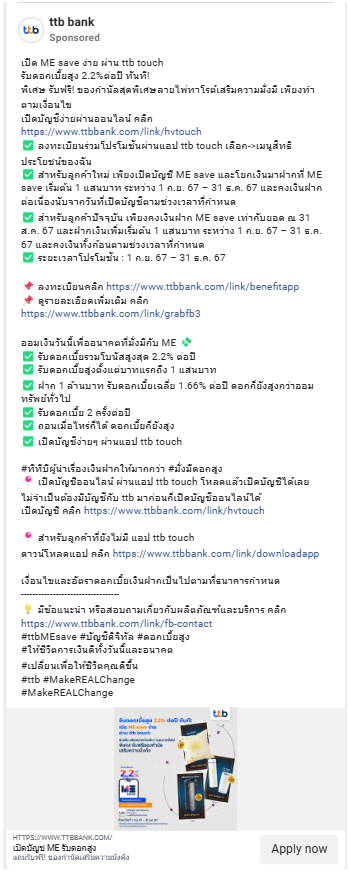 ttb bank
Sponsored
เปิด ME save ง่าย ผ่าน ttb touch
รับดอกเบี้ยสูง 2.2%ต่อปี ทันที!
พิเศษ รับฟรี! ของกำนัลสุดพิเศษลายไพ่ทาโรต์เสริมความมั่งมี เพียงทำ
ตามเงื่อนไข
เปิดบัญชีง่ายผ่านออนไลน์ คลิก
https://www.ttbbank.com/link/hvtouch
✅ ลงทะเบียนร่วมโปรโมชันผ่านแอป ttb touch เลือก->เมนูสิทธิ
ประโยชน์ของฉัน
✅ สำหรับลูกค้าใหม่ เพียงเปิดบัญชี ME save และโยกเงินมาฝากที่ ME
save เริ่มต้น 1 แสนบาท ระหว่าง 1 ก.ย. 67 – 31 ธ.ค. 67 และคงเงินฝาก
ต่อเนื่องนับจากวันที่เปิดบัญชีตามช่วงเวลาที่กำหนด
✅ สำหรับลูกค้าปัจจุบัน เพียงคงเงินฝาก ME save เท่ากับยอด ณ 31
ส.ค. 67 และฝากเงินเพิ่มเริ่มต้น 1 แสนบาท ระหว่าง 1 ก.ย. 67 – 31 ธ.ค.
67 และคงเงินทั้งก้อนตามช่วงเวลาที่กำหนด
✅ ระยะเวลาโปรโมชัน : 1 ก.ย. 67 – 31 ธ.ค. 67
📌 ลงทะเบียนคลิก https://www.ttbbank.com/link/benefitapp
📌 ดูรายละเอียดเพิ่มเติม คลิก
https://www.ttbbank.com/link/grabfb3
ออมเงินวันนี้เพื่ออนาคตที่มั่งมีกับ ME 💸
✅ รับดอกเบี้ยรวมโบนัสสูงสุด 2.2% ต่อปี
✅ รับดอกเบี้ยสูงตั้งแต่บาทแรกถึง 1 แสนบาท
✅ ฝาก 1 ล้านบาท รับดอกเบี้ยเฉลี่ย 1.66% ต่อปี ดอกก็ยังสูงกว่าออม
ทรัพย์ทั่วไป
✅ รับดอกเบี้ย 2 ครั้งต่อปี
✅ ถอนเมื่อไหร่ก็ได้ ดอกเบี้ยก็ยังสูง
✅ เปิดบัญชีง่ายๆ ผ่านแอป ttb touch
#ทีทีบีผู้นำเรื่องเงินฝากให้มากกว่า #มั่งมีดอกสูง
📍 เปิดบัญชีออนไลน์ ผ่านแอป ttb touch โหลดแล้วเปิดบัญชีได้เลย
ไม่จำเป็นต้องมีบัญชีกับ ttb มาก่อนก็เปิดบัญชีออนไลน์ได้
เปิดบัญชี คลิก https://www.ttbbank.com/link/hvtouch
📍 สำหรับลูกค้าที่ยังไม่มี แอป ttb touch
ดาวน์โหลดแอป คลิก https://www.ttbbank.com/link/downloadapp
เงื่อนไขและอัตราดอกเบี้ยเงินฝากเป็นไปตามที่ธนาคารกำหนด
---------------------------------
💡 มีข้อแนะนำ หรือสอบถามเกี่ยวกับผลิตภัณฑ์และบริการ คลิก
https://www.ttbbank.com/link/fb-contact
#ttbMEsave #บัญชีดิจิทัล #ดอกเบี้ยสูง
#ให้ชีวิตการเงินดีทั้งวันนี้และอนาคต
#เปลี่ยนเพื่อให้ชีวิตคุณดีขึ้น
#ttb #MakeREALChange
#MakeREALChange
ttb
รับดอกเบี้ยสูง 2.2% ต่อปี ทันที!
เปิด ME save ง่าย
ผ่าน ttb touch
2.2%
ME
HTTPS://WWW.TTBBANK.COM/
เปิดบัญชี ME รับดอกสูง
แถมรับฟรี! ของกำนัลเสริมความมั่งคั่ง
Apply now